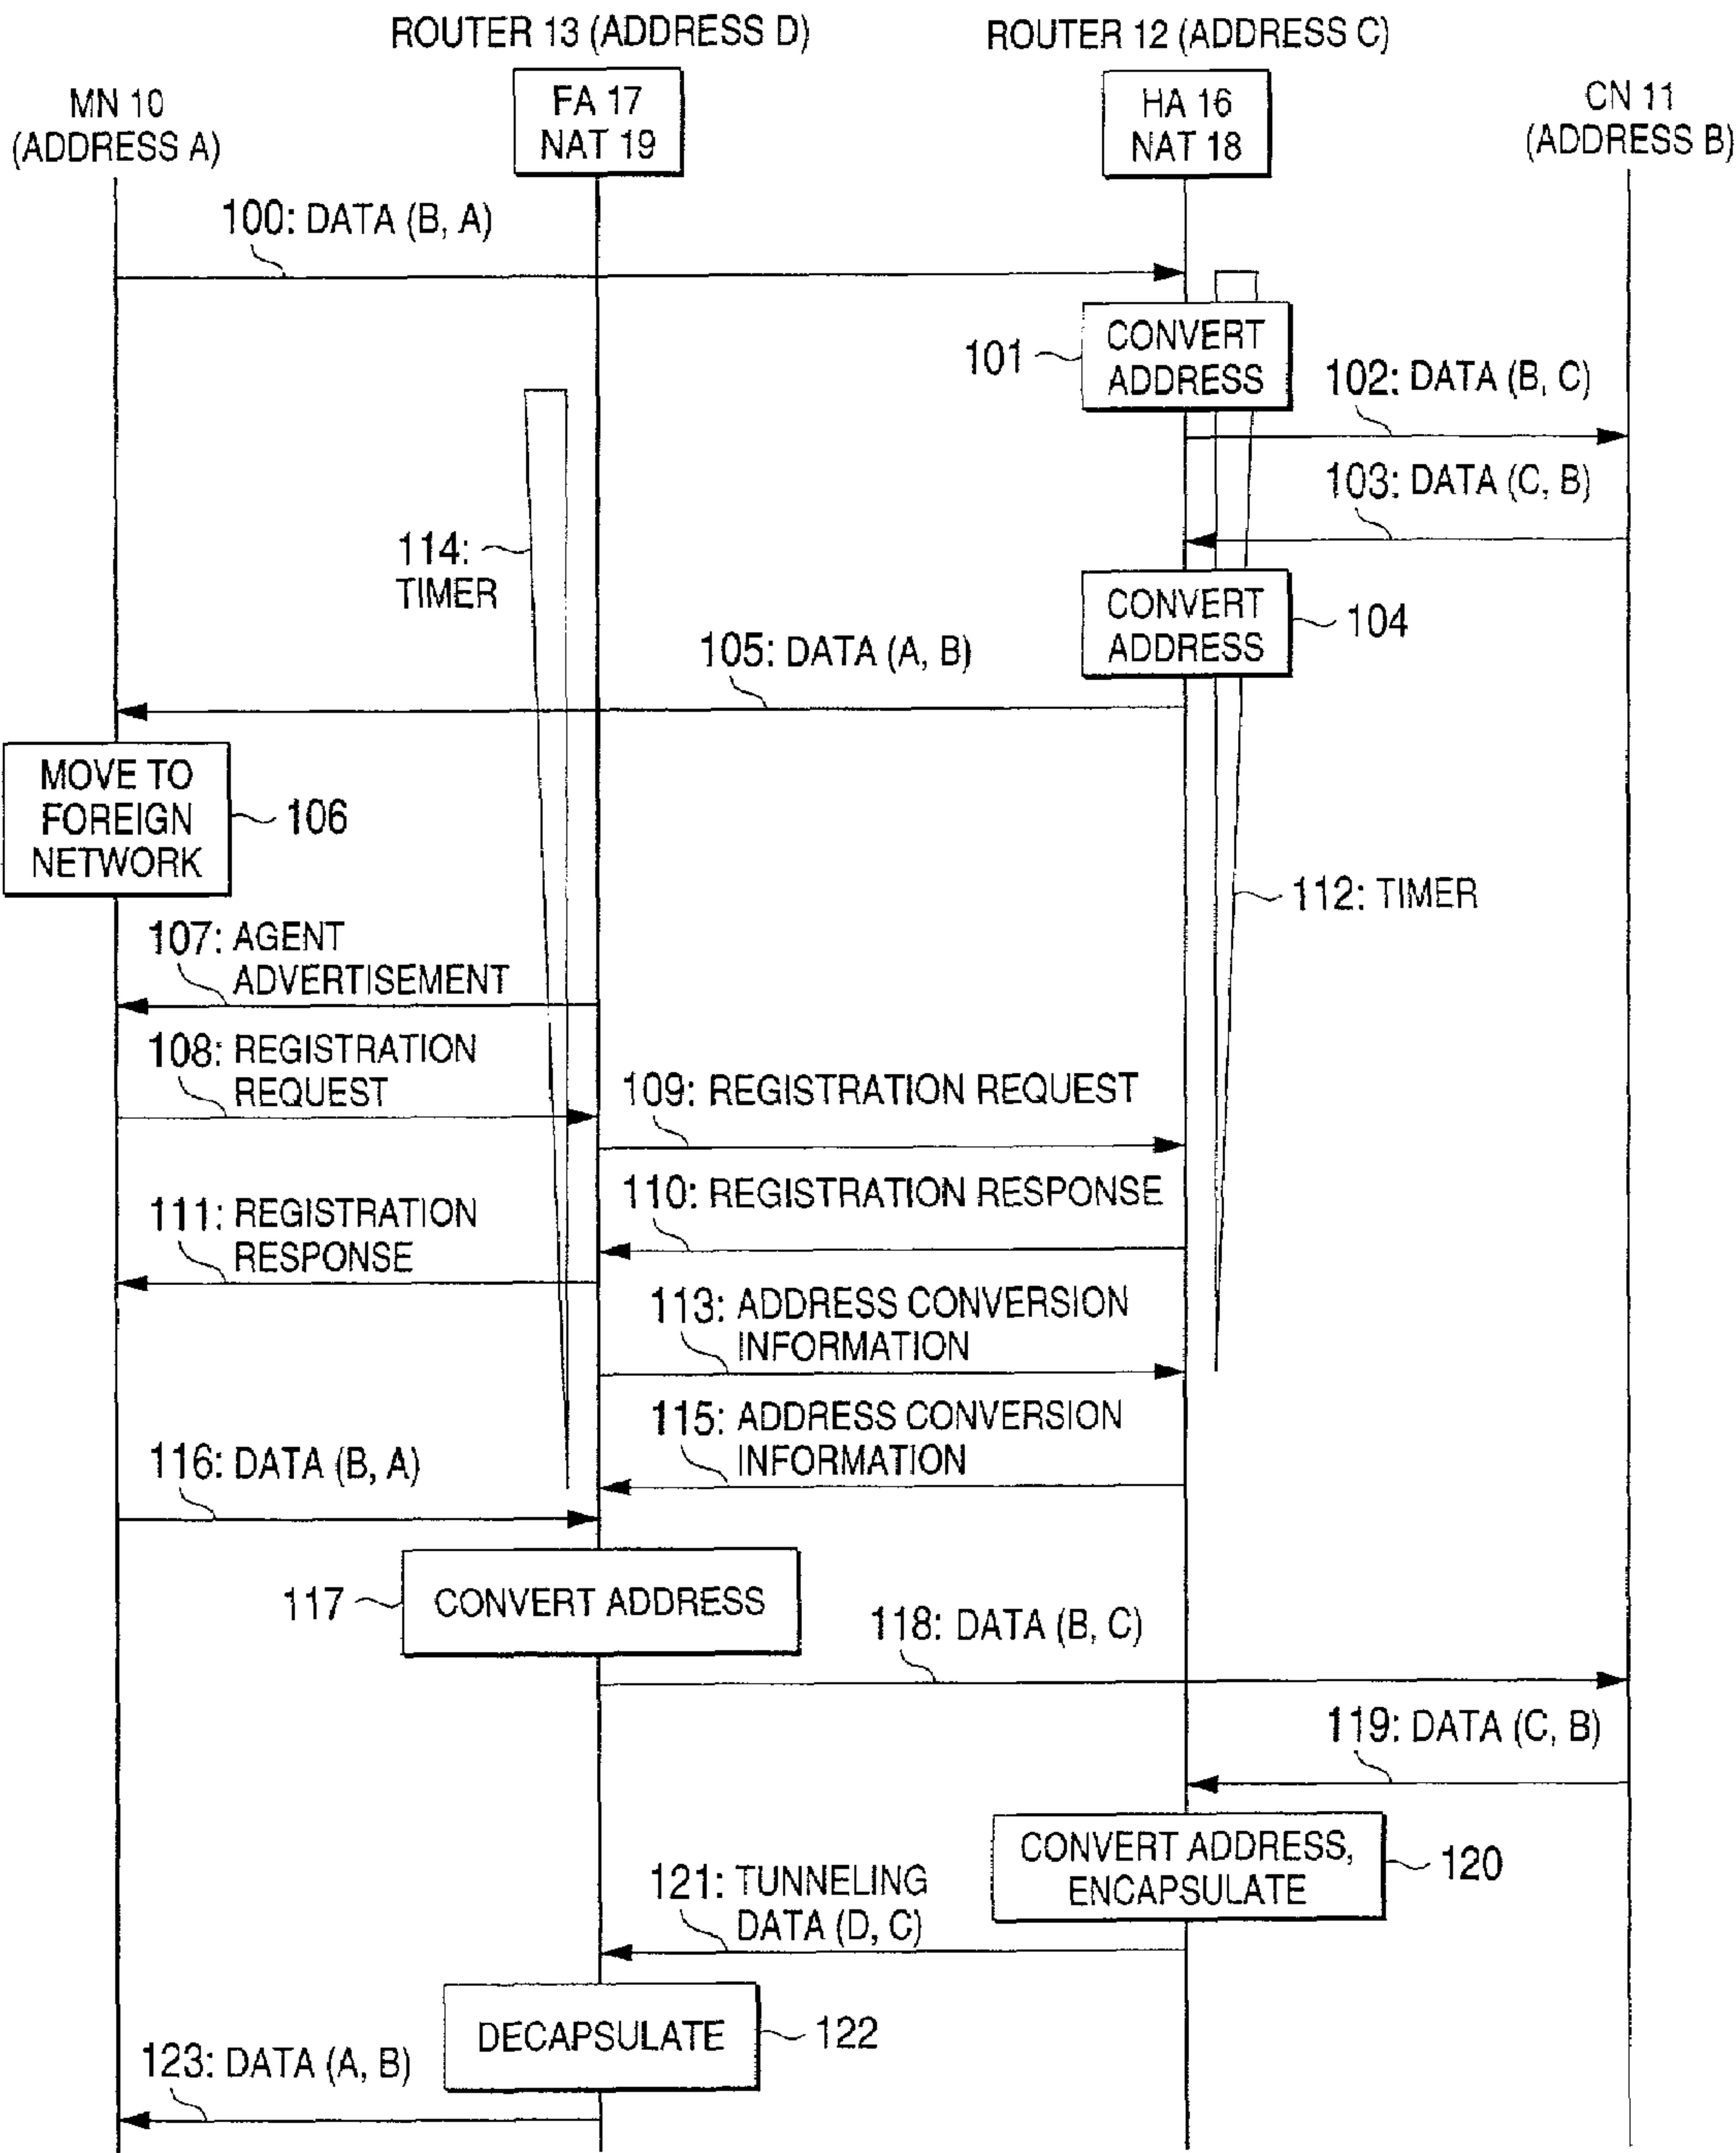 ROUTER 13 (ADDRESS D)
ROUTER 12 (ADDRESS C)
MN 10
(ADDRESS A)
FA 17
NAT 19
HA 16
NAT 18
CN 11
(ADDRESS B)
100: DATA (B, A)
101
CONVERT
ADDRESS
102: DATA (B, C)
103: DATA (C, B)
114:
TIMER
CONVERT
ADDRESS
104
105: DATA (A, B)
MOVE TO
FOREIGN
NETWORK
106
112: TIMER
107: AGENT
ADVERTISEMENT
108: REGISTRATION
REQUEST
109: REGISTRATION REQUEST
110: REGISTRATION RESPONSE
111: REGISTRATION
RESPONSE
113: ADDRESS CONVERSION
INFORMATION
115: ADDRESS CONVERSION
INFORMATION
116: DATA (B, A)
117
CONVERT ADDRESS
118: DATA (B, C)
119: DATA (C, B)
CONVERT ADDRESS,
ENCAPSULATE
120
121: TUNNELING
DATA (D, C)
DECAPSULATE
122
123: DATA (A, B)